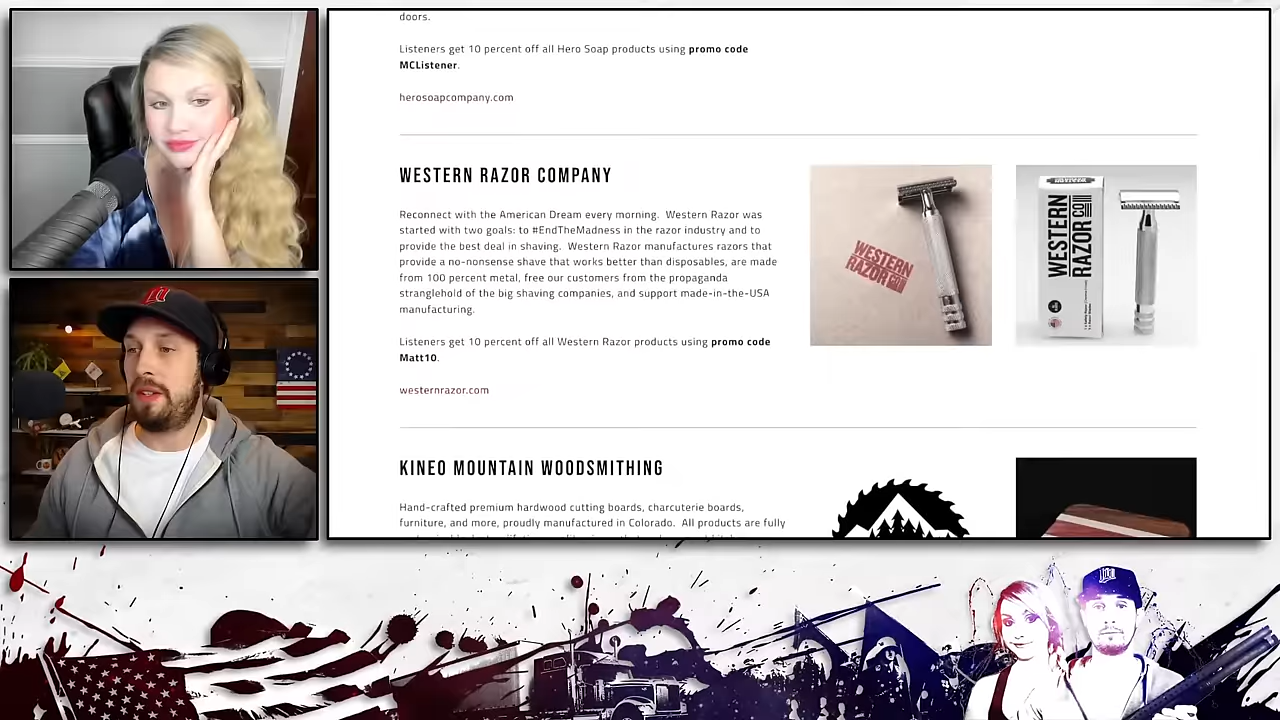 doors.
Listeners get 10 percent off all Hero Soap products using promo code
MCListener.
herosoapcompany.com
WESTERN RAZOR COMPANY
Reconnect with the American Dream every morning.  Western Razor was
started with two goals: to #EndTheMadness in the razor industry and to
provide the best deal in shaving.  Western Razor manufactures razors that
provide a no-nonsense shave that works better than disposables, are made
from 100 percent metal, free our customers from the propaganda
stranglehold of the big shaving companies, and support made-in-the-USA
manufacturing.
Listeners get 10 percent off all Western Razor products using promo code
Matt10.
westernrazor.com
WESTERN
RAZOR CO
WESTERN
RAZOR CO
KINEO MOUNTAIN WOODSMITHING
Hand-crafted premium hardwood cutting boards, charcuterie boards,
furniture, and more, proudly manufactured in Colorado.  All products are fully